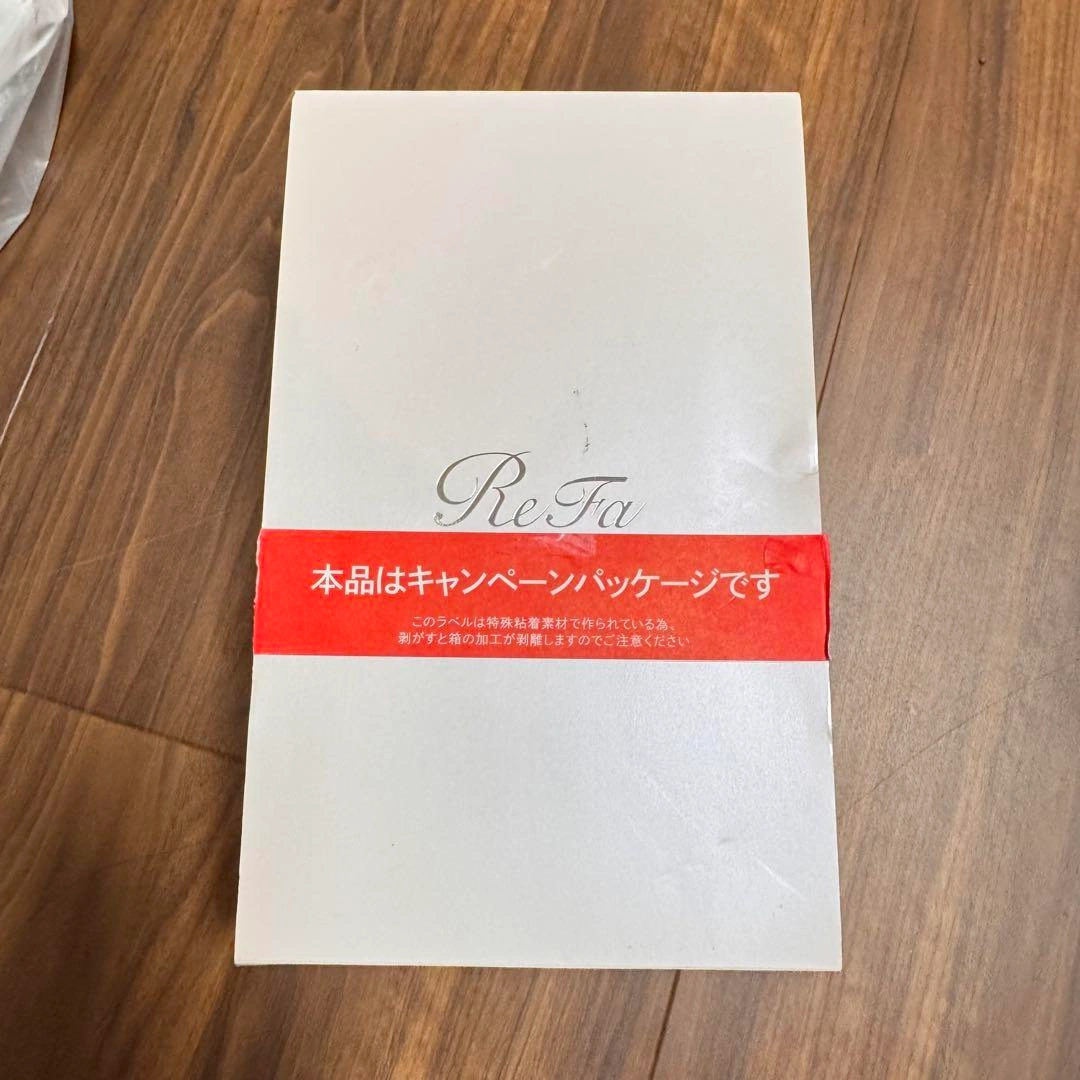 ReFa
本品はキャンペーンパッケージです
このラベルは特殊粘着素材で作られている為、
剥がすと箱の加工が剥離しますのでご注意ください